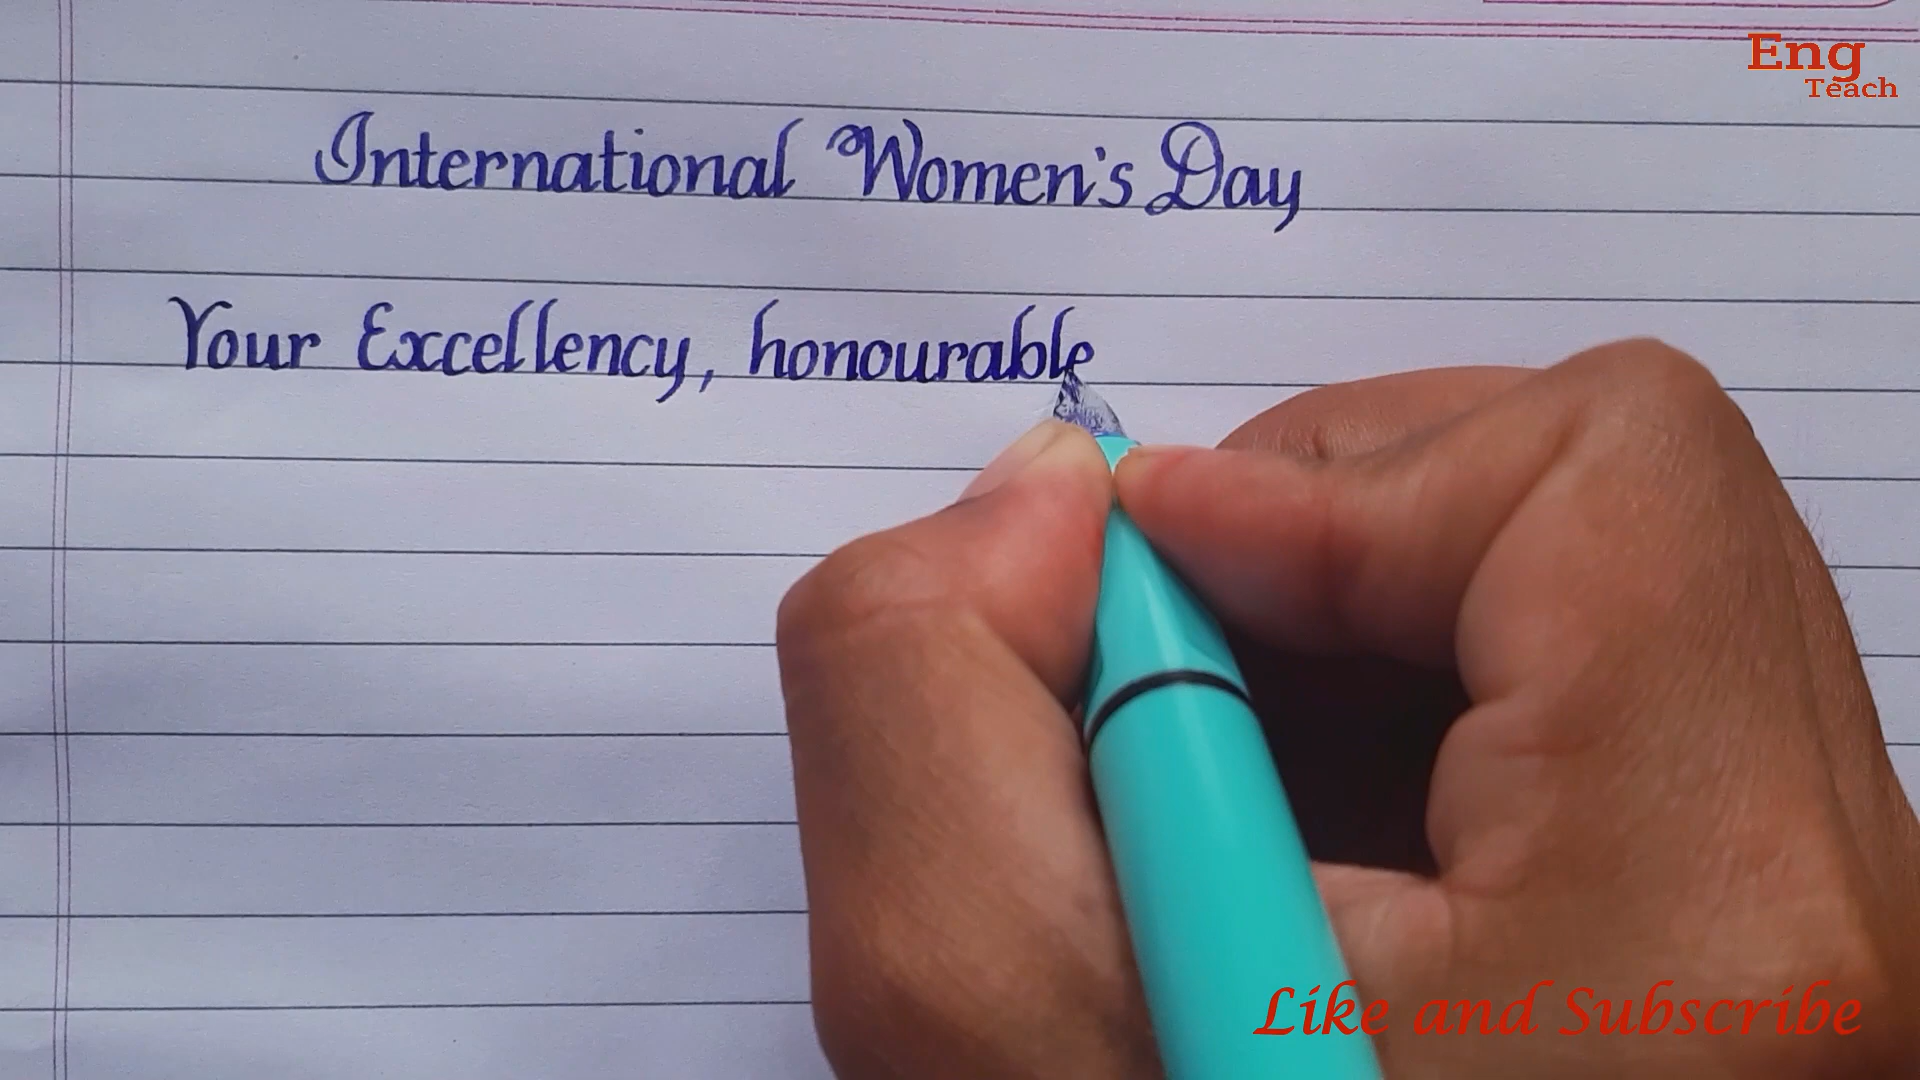 Eng
Teach
International Women's Day
Your Excellency, honourable
Like and Subscribe